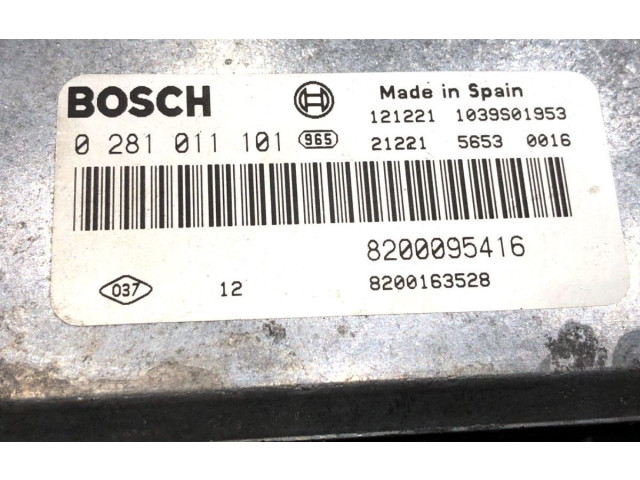 BOSCH
Made in Spain
121221 1039S01953
0 281 011 101 965
21221 5653 0016
8200095416
037 12
8200163528